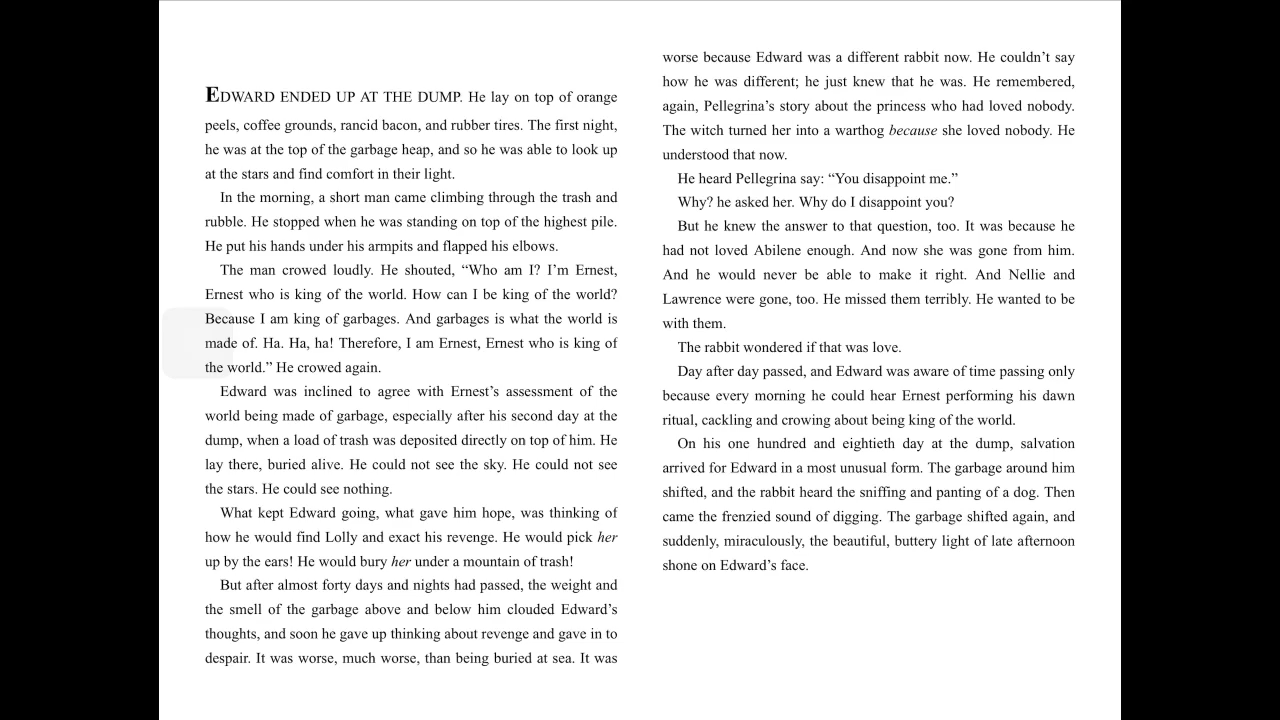 EDWARD ENDED UP AT THE DUMP. He lay on top of orange
peels, coffee grounds, rancid bacon, and rubber tires. The first night,
he was at the top of the garbage heap, and so he was able to look up
at the stars and find comfort in their light.
In the morning, a short man came climbing through the trash and
rubble. He stopped when he was standing on top of the highest pile.
He put his hands under his armpits and flapped his elbows.
The man crowed loudly. He shouted, “Who am I? I’m Ernest,
Ernest who is king of the world. How can I be king of the world?
Because I am king of garbages. And garbages is what the world is
made of. Ha. Ha, ha! Therefore, I am Ernest, Ernest who is king of
the world.” He crowed again.
Edward was inclined to agree with Ernest’s assessment of the
world being made of garbage, especially after his second day at the
dump, when a load of trash was deposited directly on top of him. He
lay there, buried alive. He could not see the sky. He could not see
the stars. He could see nothing.
What kept Edward going, what gave him hope, was thinking of
how he would find Lolly and exact his revenge. He would pick her
up by the ears! He would bury her under a mountain of trash!
But after almost forty days and nights had passed, the weight and
the smell of the garbage above and below him clouded Edward’s
thoughts, and soon he gave up thinking about revenge and gave in to
despair. It was worse, much worse, than being buried at sea. It was
worse because Edward was a different rabbit now. He couldn’t say
how he was different; he just knew that he was. He remembered,
again, Pellegrina’s story about the princess who had loved nobody.
The witch turned her into a warthog because she loved nobody. He
understood that now.
He heard Pellegrina say: “You disappoint me.”
Why? he asked her. Why do I disappoint you?
But he knew the answer to that question, too. It was because he
had not loved Abilene enough. And now she was gone from him.
And he would never be able to make it right. And Nellie and
Lawrence were gone, too. He missed them terribly. He wanted to be
with them.
The rabbit wondered if that was love.
Day after day passed, and Edward was aware of time passing only
because every morning he could hear Ernest performing his dawn
ritual, cackling and crowing about being king of the world.
On his one hundred and eightieth day at the dump, salvation
arrived for Edward in a most unusual form. The garbage around him
shifted, and the rabbit heard the sniffing and panting of a dog. Then
came the frenzied sound of digging. The garbage shifted again, and
suddenly, miraculously, the beautiful, buttery light of late afternoon
shone on Edward’s face.